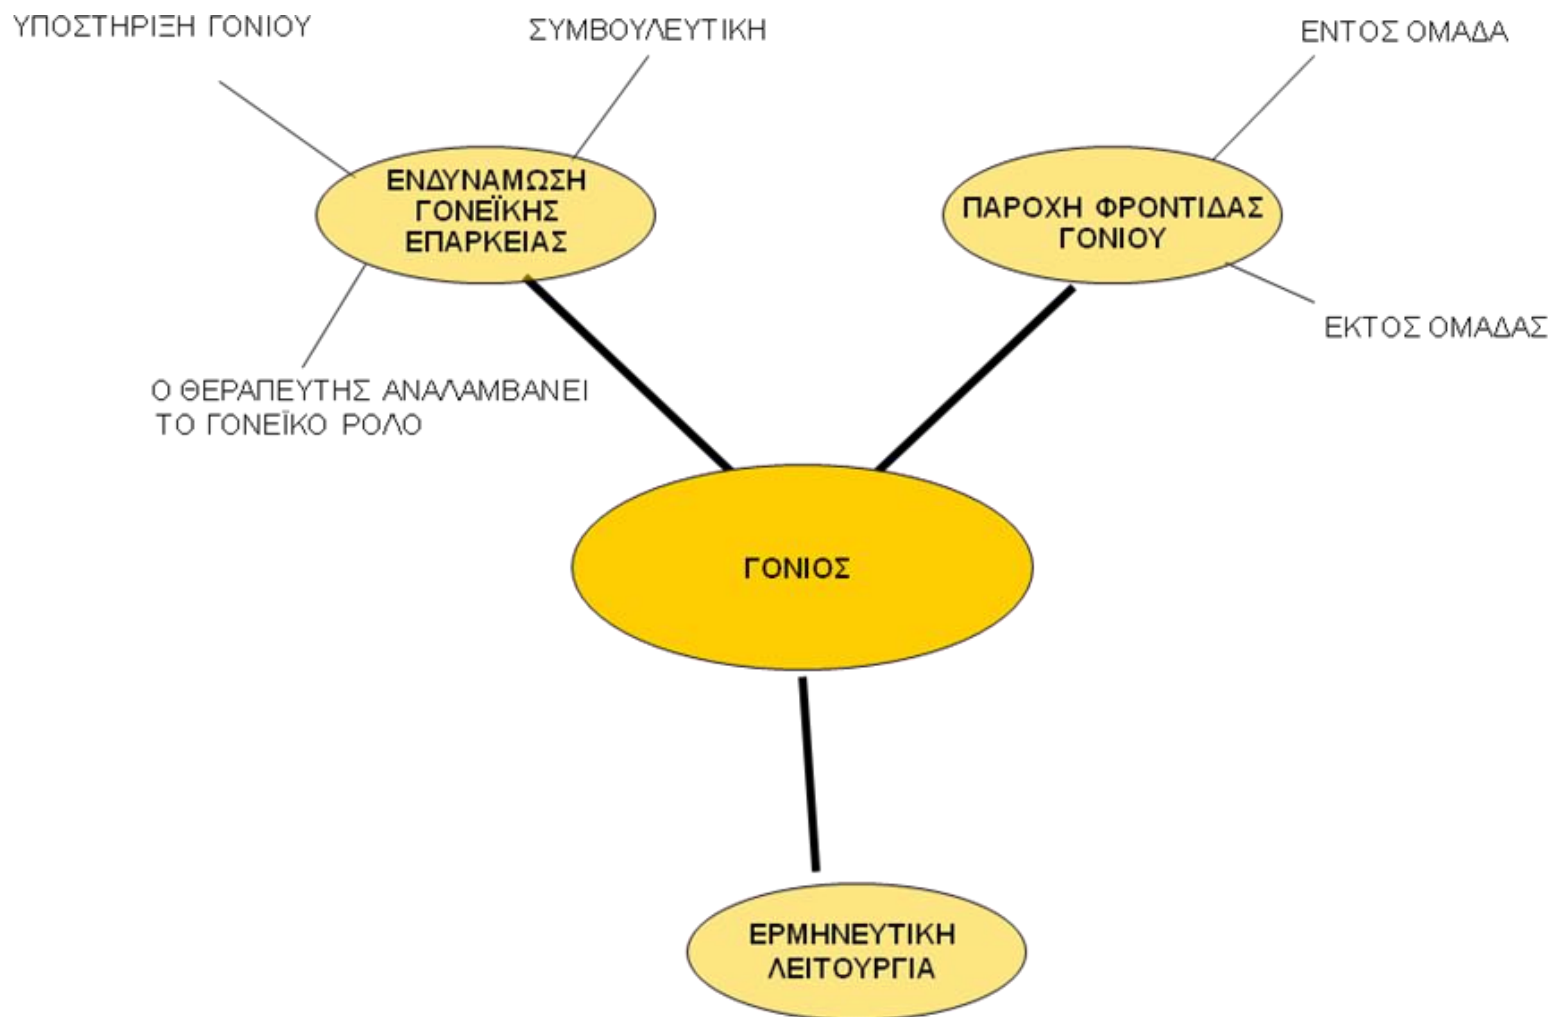 ΥΠΟΣΤΗΡΙΞΗ ΓΟΝΙΟΥ
ΣΥΜΒΟΥΛΕΥΤΙΚΗ
ΕΝΤΟΣ ΟΜΑΔΑ
ΕΝΔΥΝΑΜΩΣΗ
ΓΟΝΕΪΚΗΣ
ΕΠΑΡΚΕΙΑΣ
ΠΑΡΟΧΗ ΦΡΟΝΤΙΔΑΣ
ΓΟΝΙΟΥ
ΕΚΤΟΣ ΟΜΑΔΑΣ
Ο ΘΕΡΑΠΕΥΤΗΣ ΑΝΑΛΑΜΒΑΝΕΙ
ΤΟ ΓΟΝΕΪΚΟ ΡΟΛΟ
ΓΟΝΙΟΣ
ΕΡΜΗΝΕΥΤΙΚΗ
ΛΕΙΤΟΥΡΓΙΑ